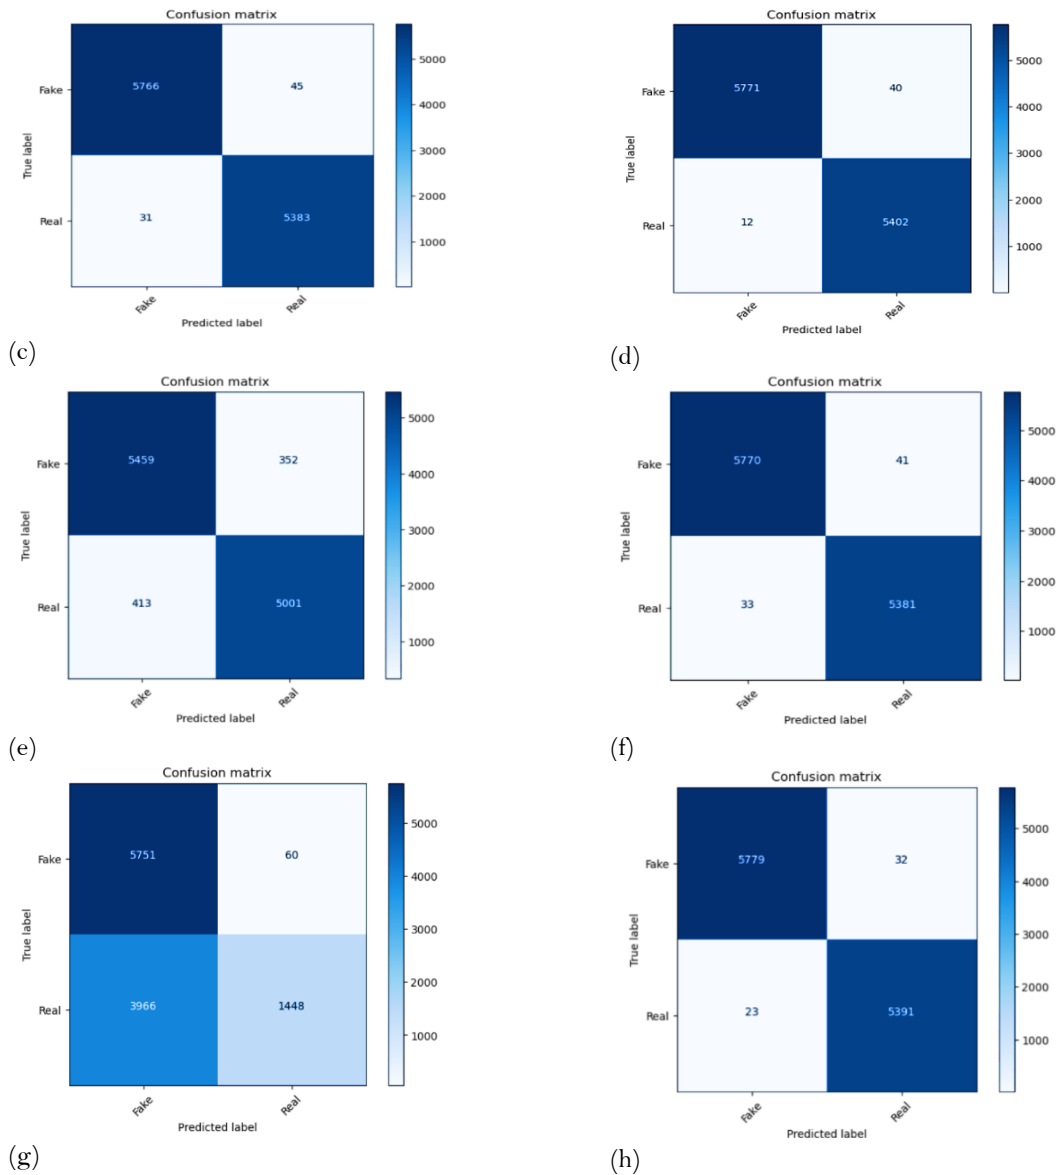 Confusion matrix
Fake
5766
45
5000
4000
3000
2000
1000
True label
Real
31
5383
Fake
Real
Predicted label
(c)
Confusion matrix
Fake
5771
40
5000
4000
3000
2000
1000
True label
Real
12
5402
Fake
Real
Predicted label
(d)
Confusion matrix
Fake
5459
352
5000
4000
3000
2000
1000
True label
Real
413
5001
Fake
Real
Predicted label
(e)
Confusion matrix
Fake
5770
41
5000
4000
3000
2000
1000
True label
Real
33
5381
Fake
Real
Predicted label
(f)
Confusion matrix
Fake
5751
60
5000
4000
3000
2000
1000
True label
Real
3966
1448
Fake
Real
Predicted label
(g)
Confusion matrix
Fake
5779
32
5000
4000
3000
2000
1000
True label
Real
23
5391
Fake
Real
Predicted label
(h)